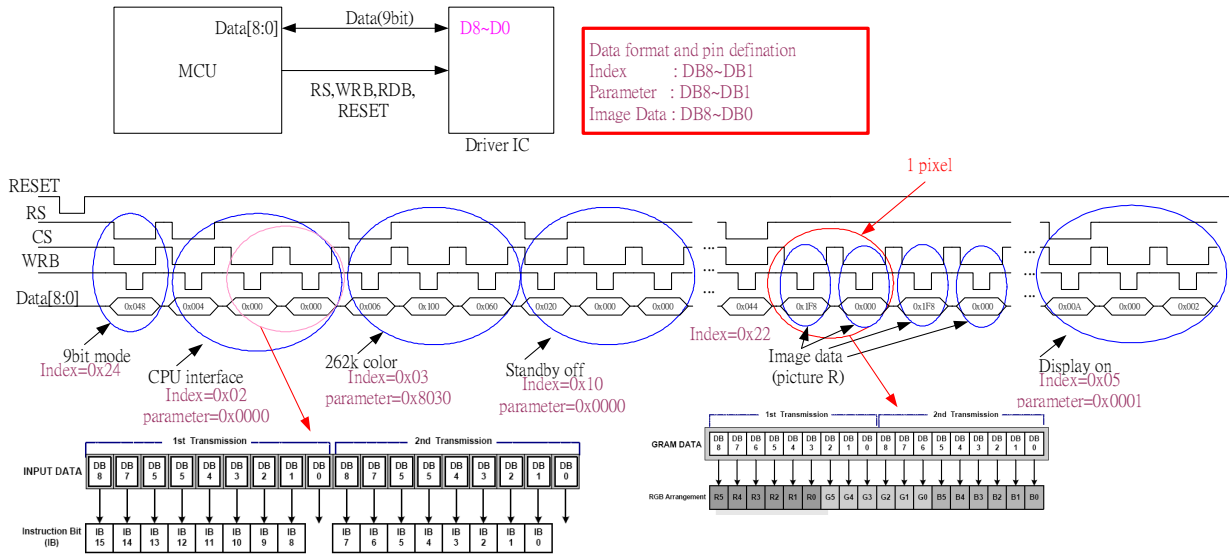 Data[8:0]
Data(9bit)
D8~D0
MCU
RS,WRB,RDB,
RESET
Driver IC
Data format and pin defination
Index : DB8~DB1
Parameter : DB8~DB1
Image Data : DB8~DB0
1 pixel
RESET
RS
CS
WRB
Data[8:0]
... ...
... ...
... ...
... ...
0x048 0x004 0x000 0x000 0x006 0x100 0x060 0x020 0x000 0x000 0x044 0x1F8 0x000 0x1F8 0x000 0x00A 0x000 0x002
9bit mode
Index=0x24
CPU interface
Index=0x02
parameter=0x0000
262k color
Index=0x03
parameter=0x8030
Standby off
Index=0x10
parameter=0x0000
Index=0x22
Image data
(picture R)
Display on
Index=0x05
parameter=0x0001
1st Transmission 2nd Transmission
INPUT DATA
DB DB DB DB DB DB DB DB DB DB DB DB DB DB DB DB DB DB
8 7 5 5 4 3 2 1 0 8 7 5 5 4 3 2 1 0
Instruction Bit
(IB)
IB IB IB IB IB IB IB IB IB IB IB IB IB IB IB IB
15 14 13 12 11 10 9 8 7 6 5 4 3 2 1 0
1st Transmission 2nd Transmission
GRAM DATA
DB DB DB DB DB DB DB DB DB DB DB DB DB DB DB DB DB DB
8 7 6 5 4 3 2 1 0 8 7 6 5 4 3 2 1 0
RGB Arrangement
R5 R4 R3 R2 R1 R0 G5 G4 G3 G2 G1 G0 B5 B4 B3 B2 B1 B0